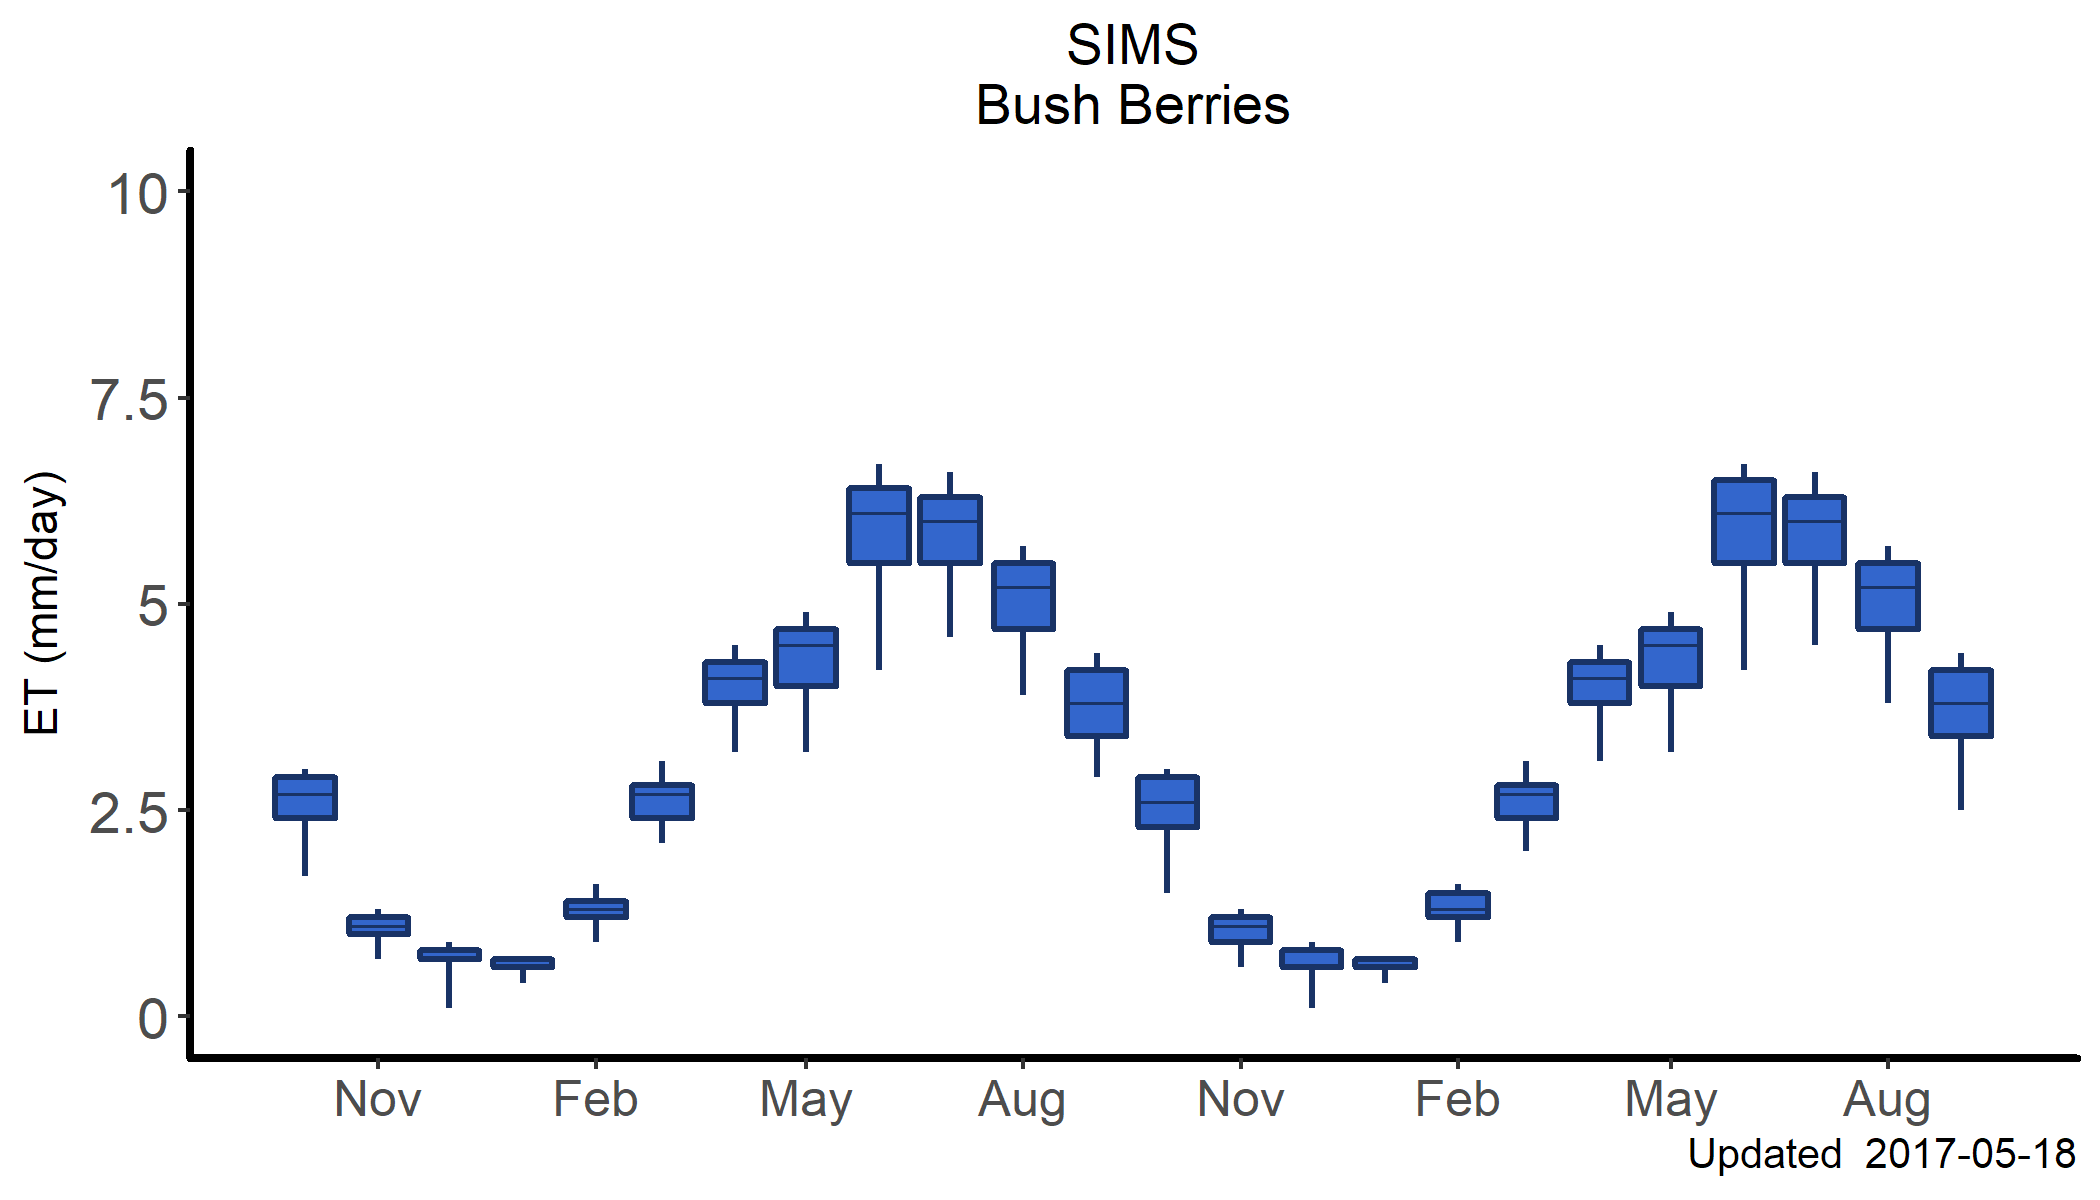 SIMS
Bush Berries
10
7.5
5
2.5
0
ET (mm/day)
Nov Feb May Aug Nov Feb May Aug
Updated 2017-05-18